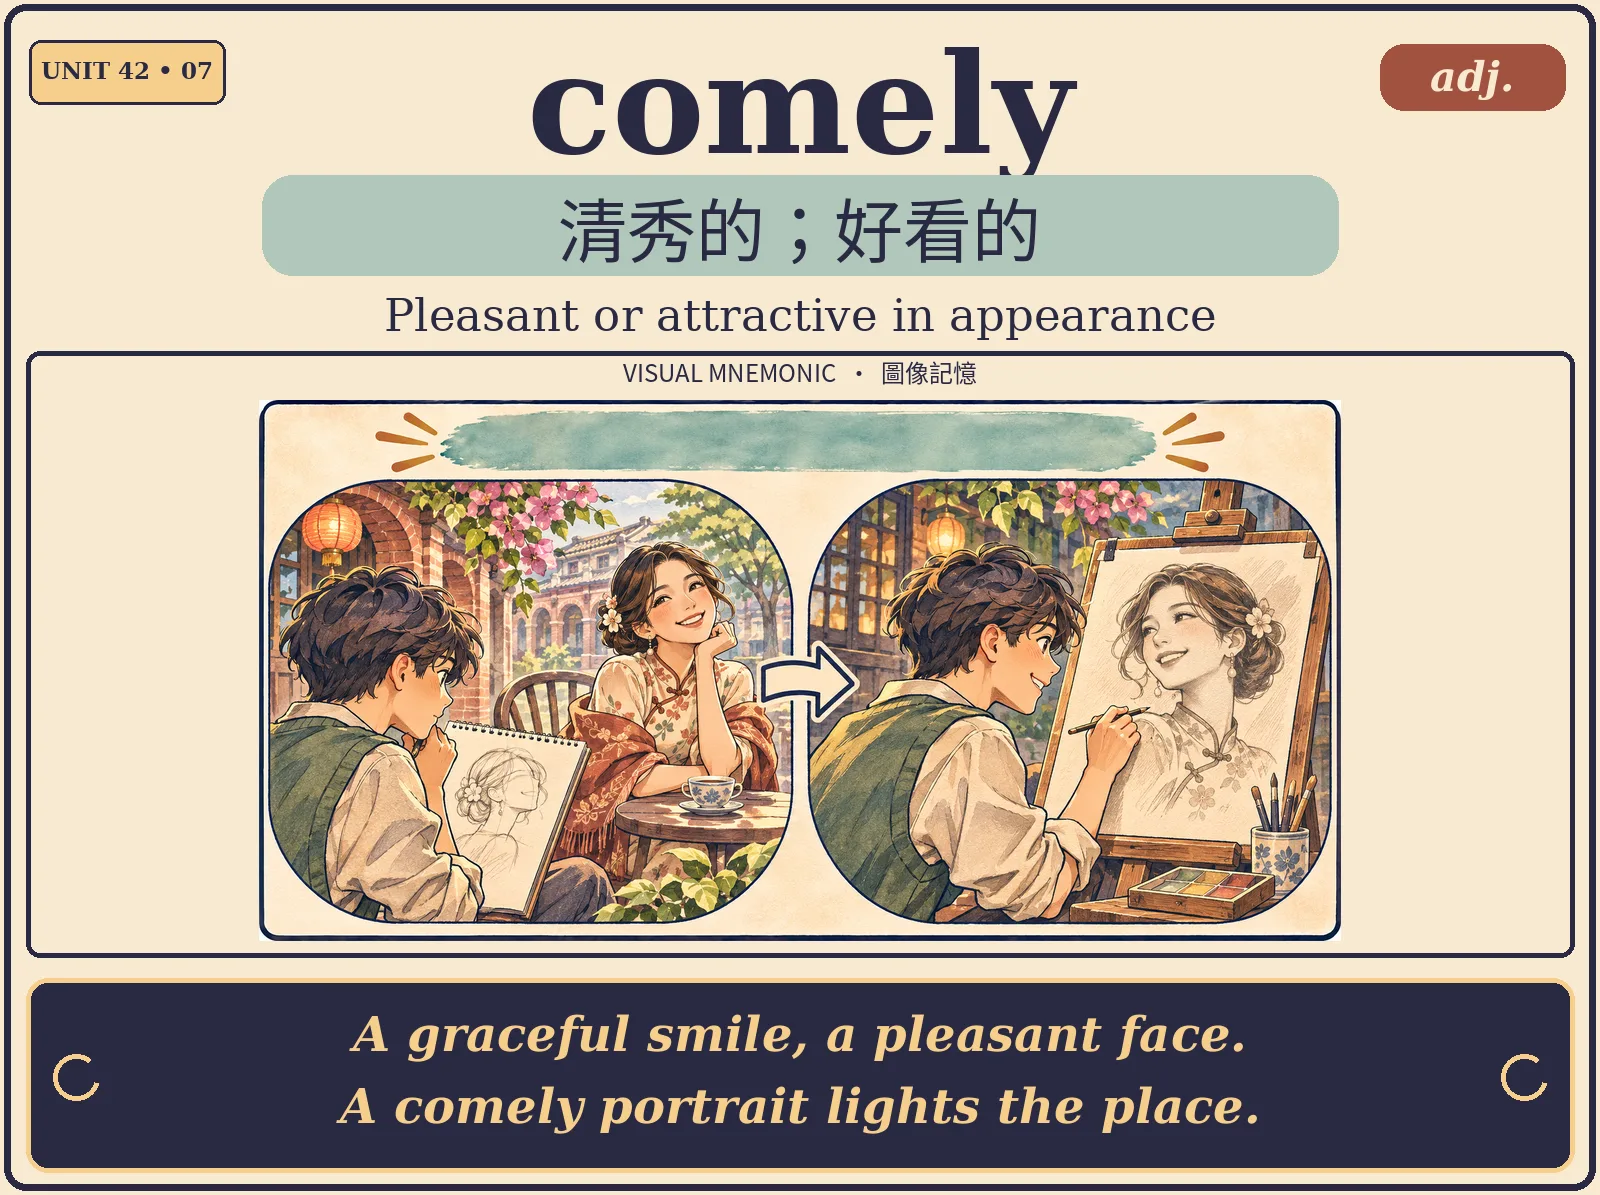 UNIT 42 • 07
comely
adj.
清秀的；好看的
Pleasant or attractive in appearance
VISUAL MNEMONIC • 圖像記憶
A graceful smile, a pleasant face.
A comely portrait lights the place.